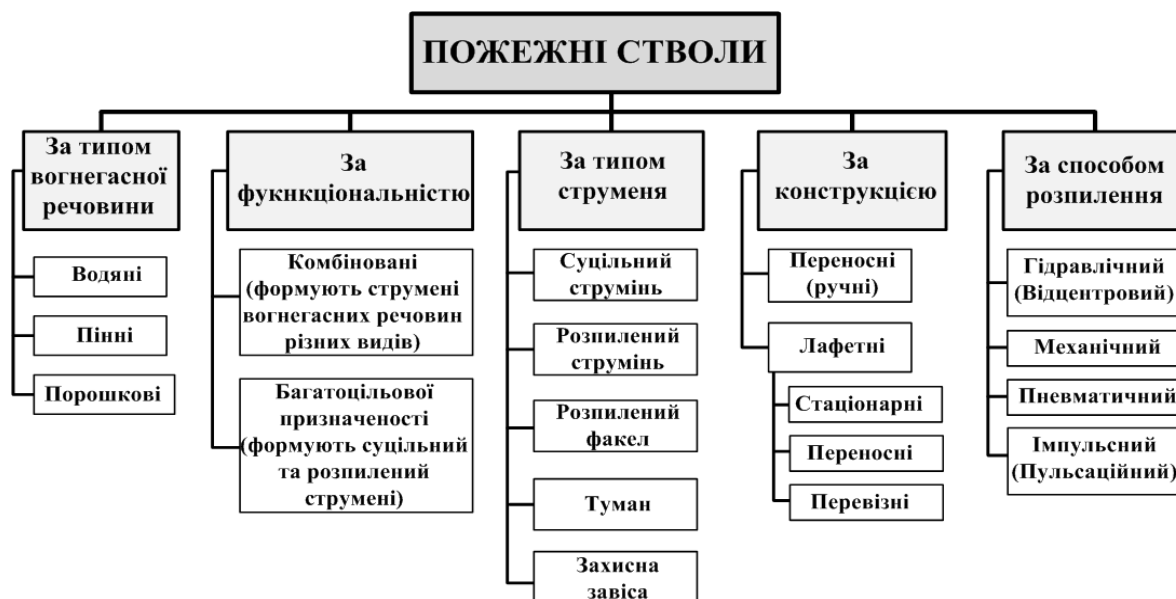 ПОЖЕЖНІ СТВОЛИ
За типом
вогнегасної
речовини
Водяні
Пінні
Порошкові
За
фукнкціональністю
Комбіновані
(формують струмені
вогнегасних речовин
різних видів)
Багатоцільової
призначеності
(формують суцільний
та розпилений
струмені)
За типом
струменя
Суцільний
струмінь
Розпилений
струмінь
Розпилений
факел
Туман
Захисна
завіса
За
конструкцією
Переносні
(ручні)
Лафетні
Стаціонарні
Переносні
Перевізні
За способом
розпилення
Гідравлічний
(Відцентровий)
Механічний
Пневматичний
Імпульсний
(Пульсаційний)